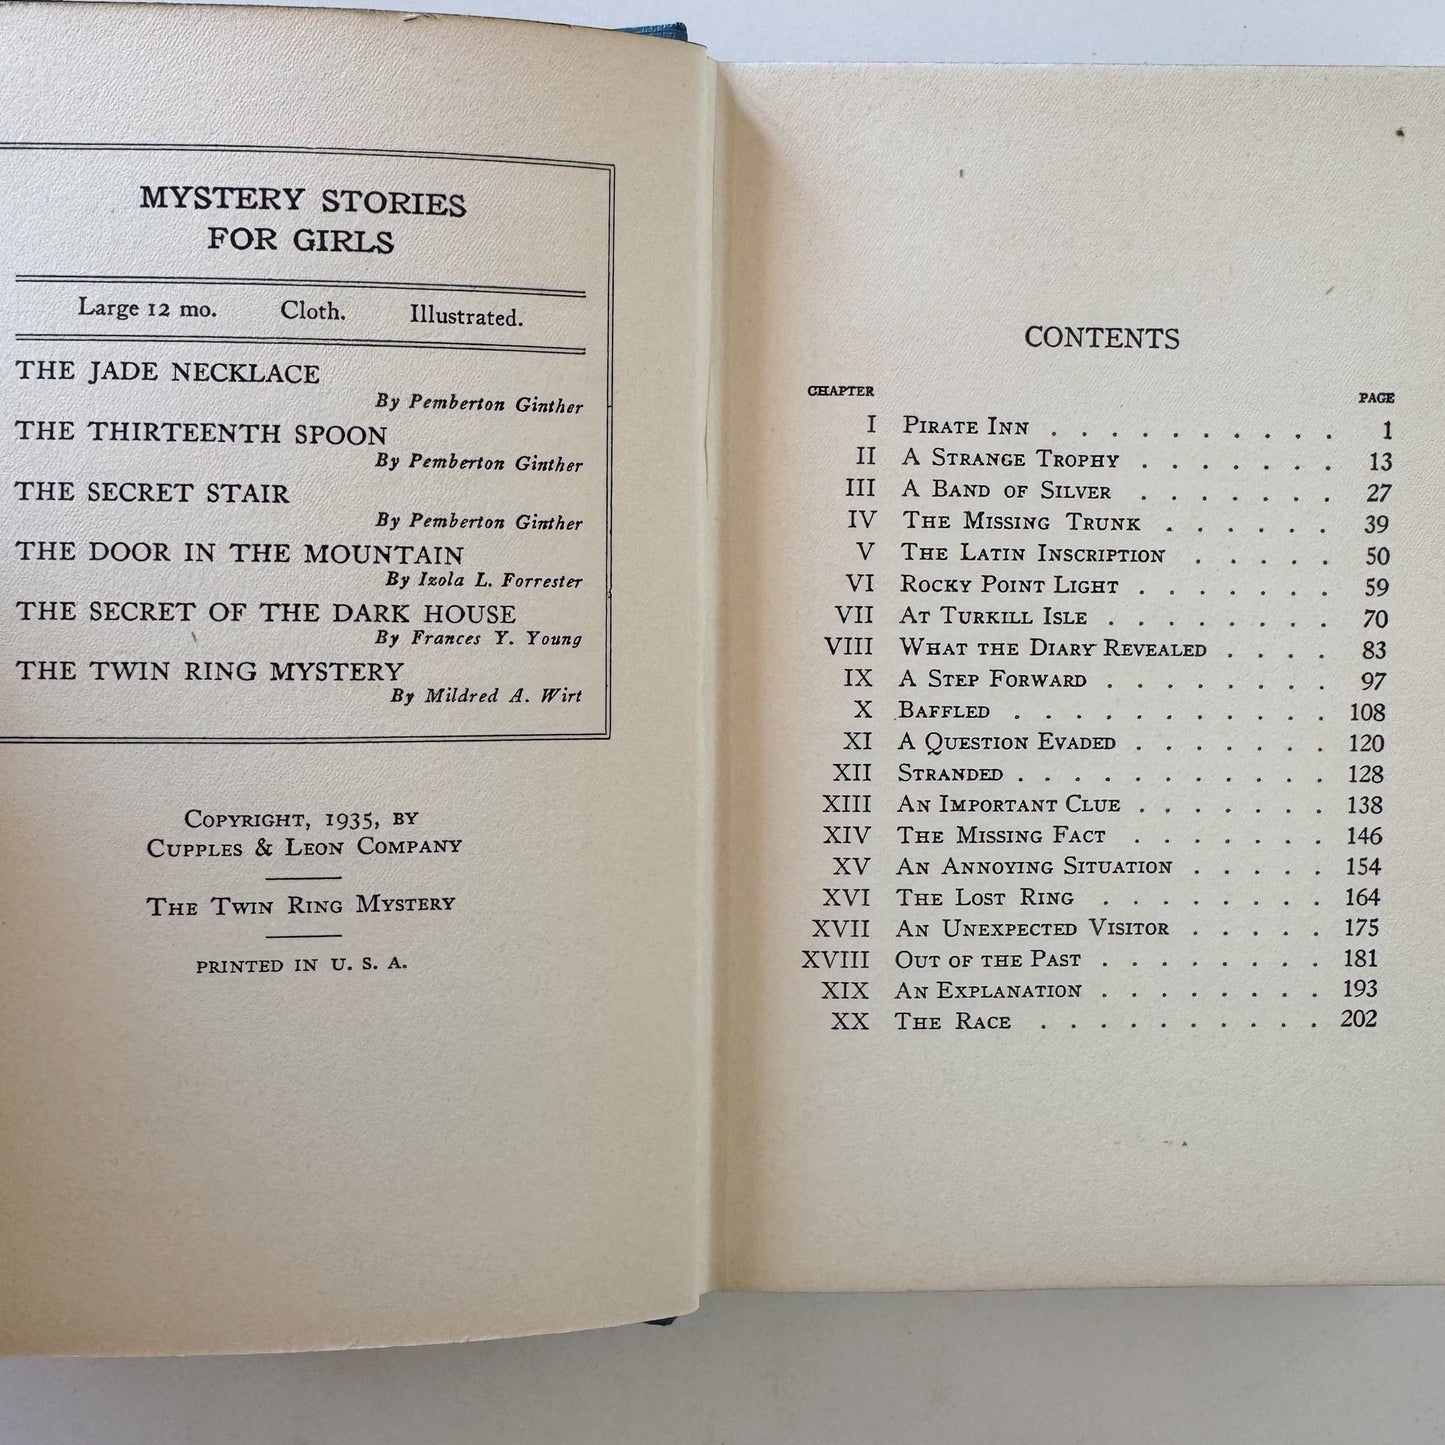 MYSTERY STORIES
FOR GIRLS
Large 12 mo. Cloth. Illustrated.
THE JADE NECKLACE
By Pemberton Ginther
THE THIRTEENTH SPOON
By Pemberton Ginther
THE SECRET STAIR
By Pemberton Ginther
THE DOOR IN THE MOUNTAIN
By Izola L. Forrester
THE SECRET OF THE DARK HOUSE
By Frances Y. Young
THE TWIN RING MYSTERY
By Mildred A. Wirt
COPYRIGHT, 1935, BY
CUPPLES & LEON COMPANY
THE TWIN RING MYSTERY
PRINTED IN U. S. A.
CONTENTS
CHAPTER PAGE
I PIRATE INN . . . . . . . . . . 1
II A STRANGE TROPHY . . . . . . . 13
III A BAND OF SILVER . . . . . . . 27
IV THE MISSING TRUNK . . . . . . 39
V THE LATIN INSCRIPTION . . . . . 50
VI ROCKY POINT LIGHT . . . . . . . 59
VII AT TURKILL ISLE . . . . . . . . 70
VIII WHAT THE DIARY REVEALED . . . . 83
IX A STEP FORWARD . . . . . . . . 97
X BAFFLED . . . . . . . . . . . 108
XI A QUESTION EVADED . . . . . . . 120
XII STRANDED . . . . . . . . . . . 128
XIII AN IMPORTANT CLUE . . . . . . . 138
XIV THE MISSING FACT . . . . . . . 146
XV AN ANNOYING SITUATION . . . . . 154
XVI THE LOST RING . . . . . . . . 164
XVII AN UNEXPECTED VISITOR . . . . . 175
XVIII OUT OF THE PAST . . . . . . . . 181
XIX AN EXPLANATION . . . . . . . . 193
XX THE RACE . . . . . . . . . . 202